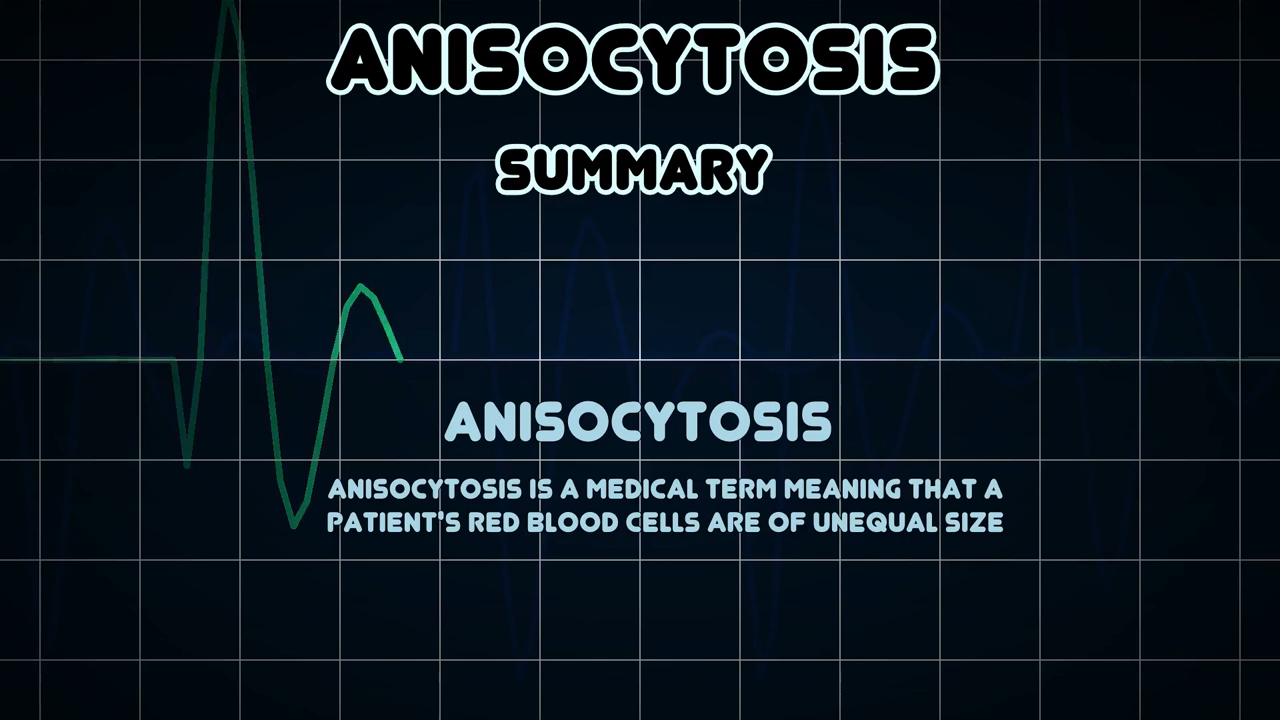 ANISOCYTOSIS
SUMMARY
ANISOCYTOSIS
ANISOCYTOSIS IS A MEDICAL TERM MEANING THAT A
PATIENT'S RED BLOOD CELLS ARE OF UNEQUAL SIZE